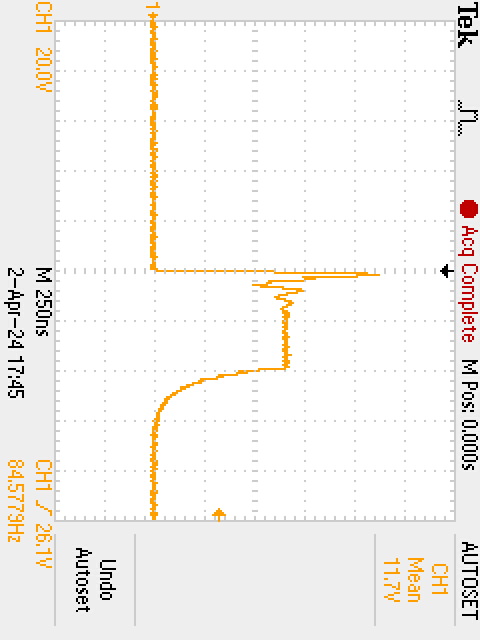 Tek
Acq Complete
M Pos: 0.000s
AUTOSET
CH1
Mean
11.7V
1
Undo
Autoset
CH1 20.0V
M 250ns
CH1 / 26.1V
2-Apr-24 17:45
84.5779Hz